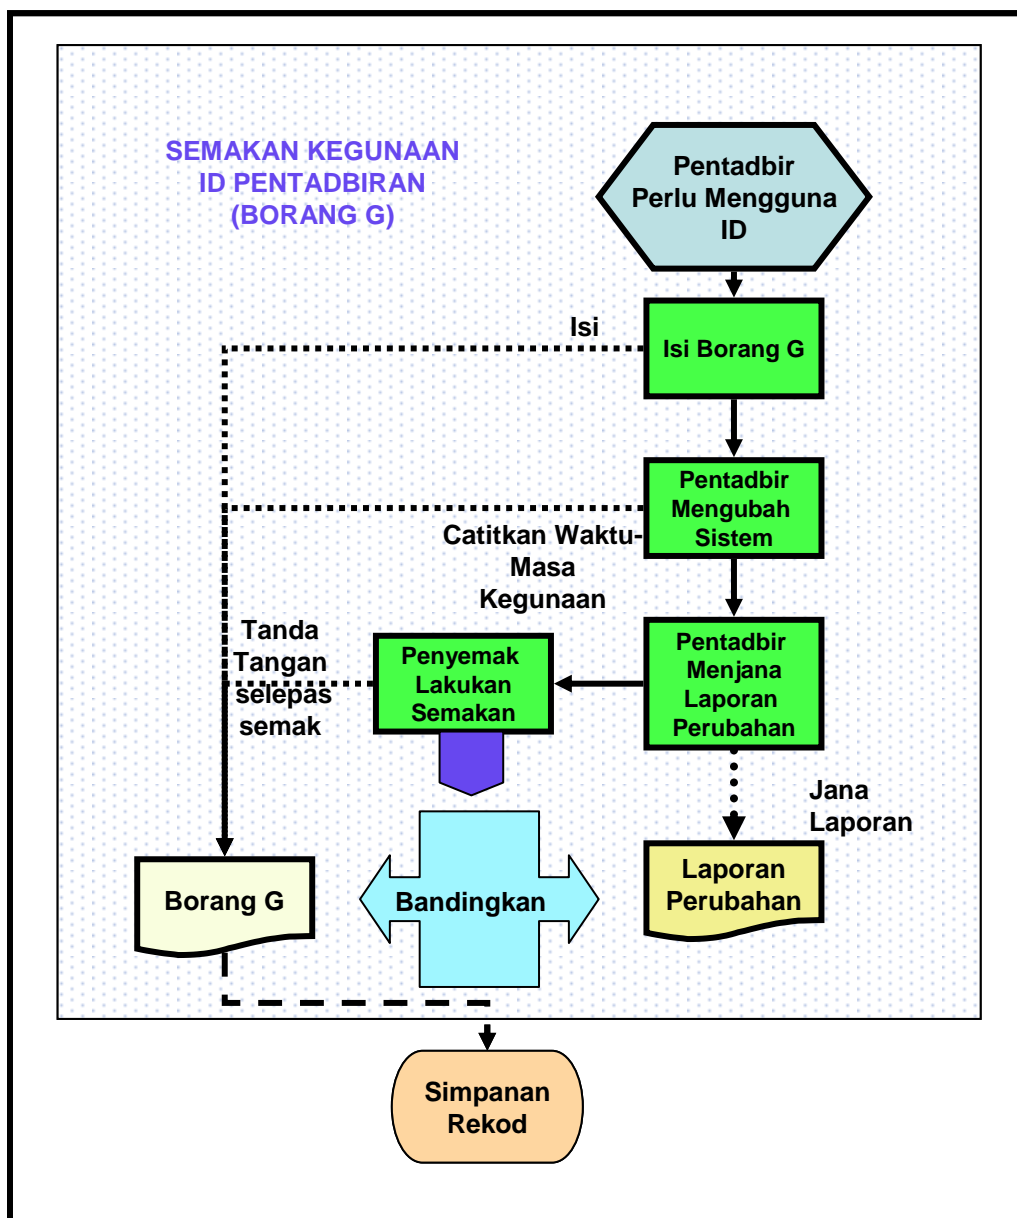 SEMAKAN KEGUNAAN
ID PENTADBIRAN
(BORANG G)
Pentadbir
Perlu Mengguna
ID
Isi
Isi Borang G
Pentadbir
Mengubah
Sistem
Catitkan Waktu-
Masa
Kegunaan
Tanda
Tangan
selepas
semak
Penyemak
Lakukan
Semakan
Pentadbir
Menjana
Laporan
Perubahan
Jana
Laporan
Borang G
Bandingkan
Laporan
Perubahan
Simpanan
Rekod